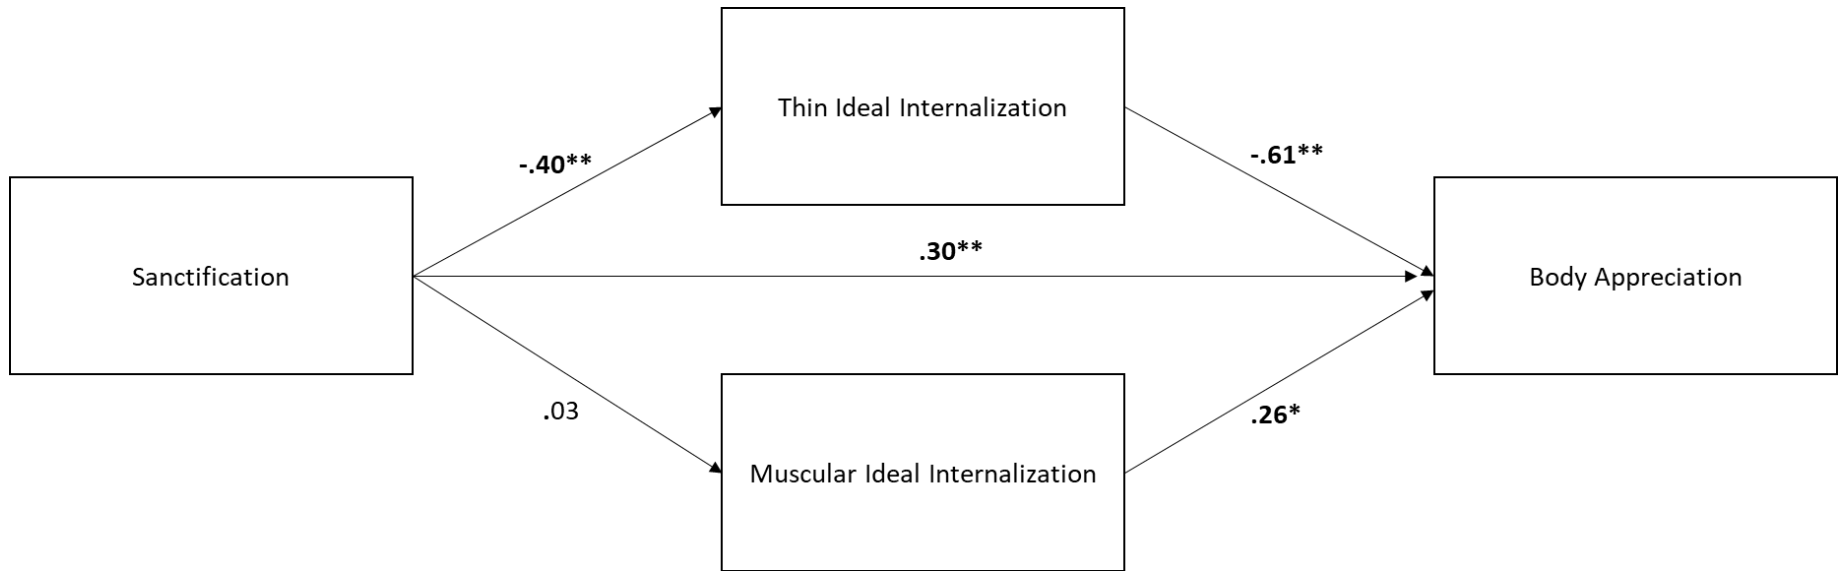 Thin Ideal Internalization
-.40**
-.61**
.30**
Sanctification
Body Appreciation
.03
.26*
Muscular Ideal Internalization